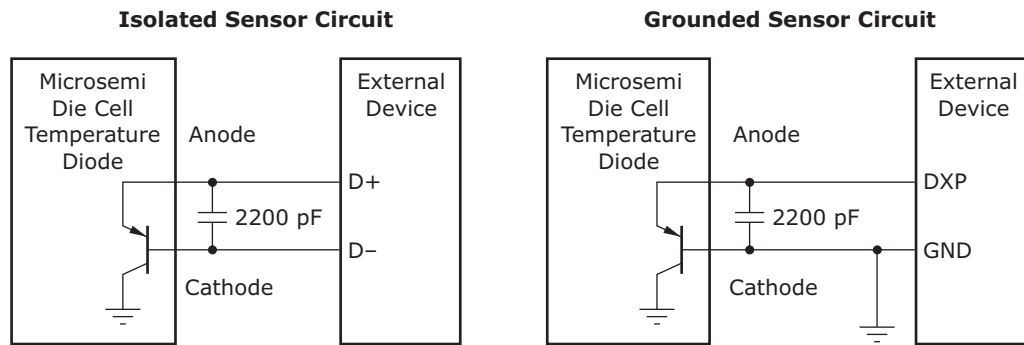 Isolated Sensor Circuit
Microsemi
Die Cell
Temperature
Diode
Anode
External
Device
D+
2200 pF
D–
Cathode
Grounded Sensor Circuit
Microsemi
Die Cell
Temperature
Diode
Anode
External
Device
DXP
2200 pF
GND
Cathode